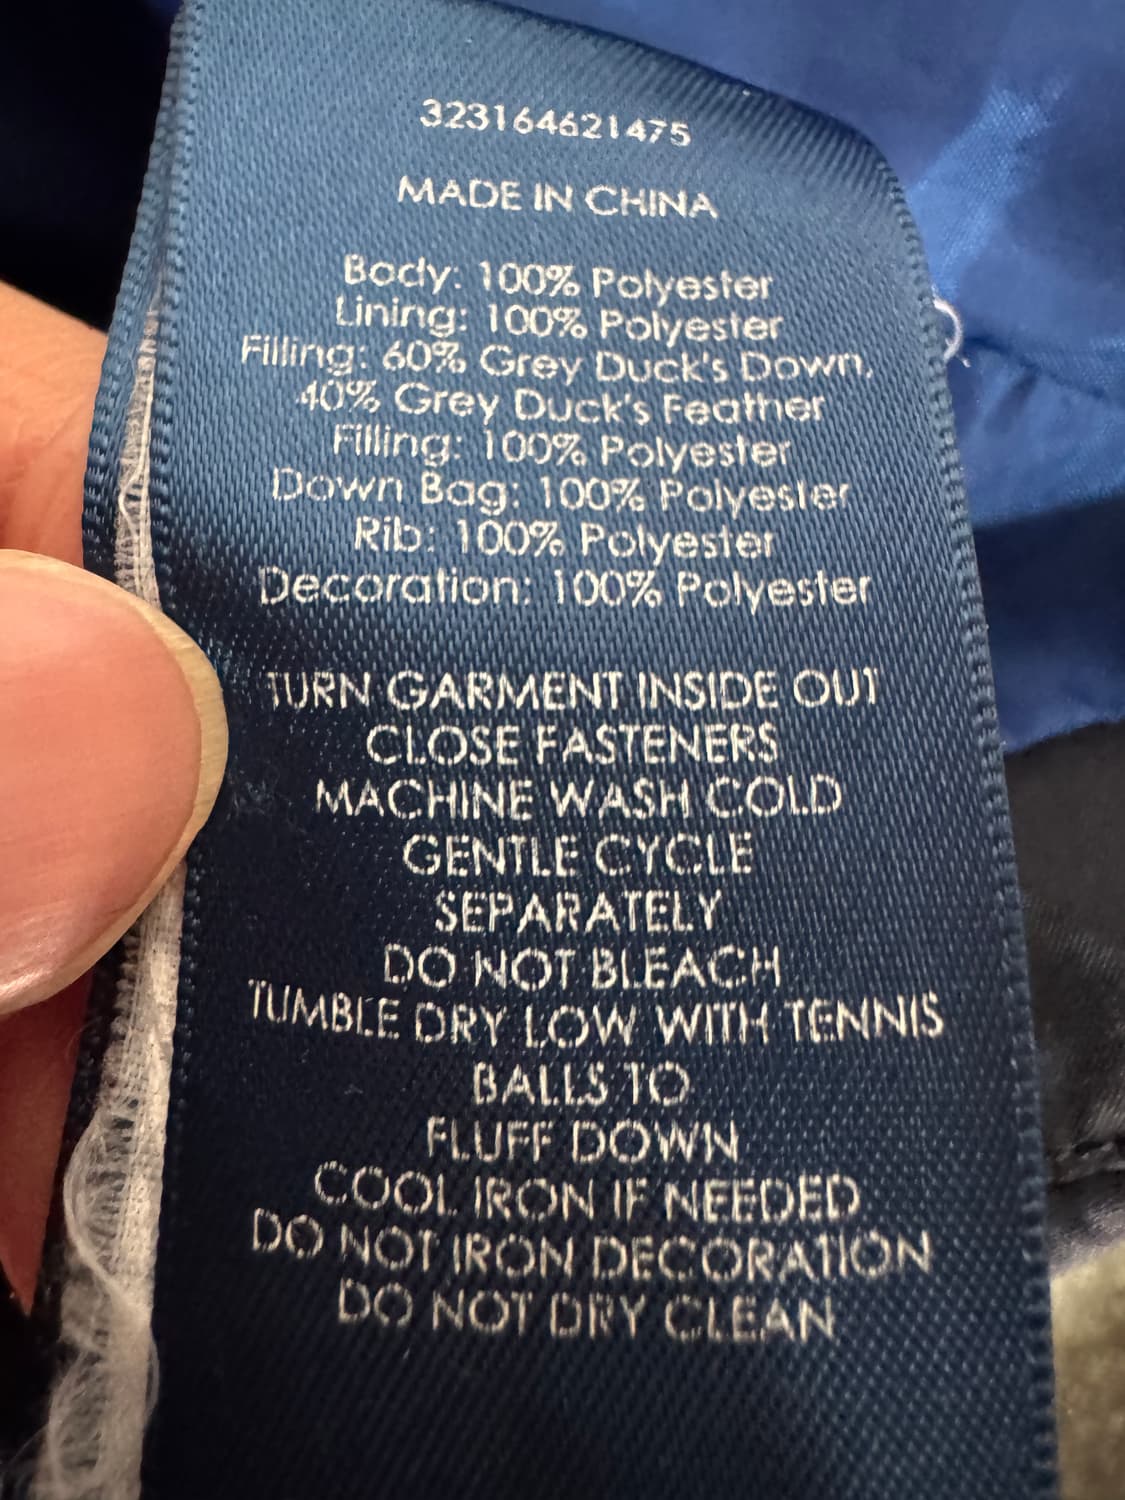 323164621475
MADE IN CHINA
Body: 100% Polyester
Lining: 100% Polyester
Filling: 60% Grey Duck's Down,
40% Grey Duck's Feather
Filling: 100% Polyester
Down Bag: 100% Polyester
Rib: 100% Polyester
Decoration: 100% Polyester
TURN GARMENT INSIDE OUT
CLOSE FASTENERS
MACHINE WASH COLD
GENTLE CYCLE
SEPARATELY
DO NOT BLEACH
TUMBLE DRY LOW WITH TENNIS
BALLS TO
FLUFF DOWN
COOL IRON IF NEEDED
DO NOT IRON DECORATION
DO NOT DRY CLEAN